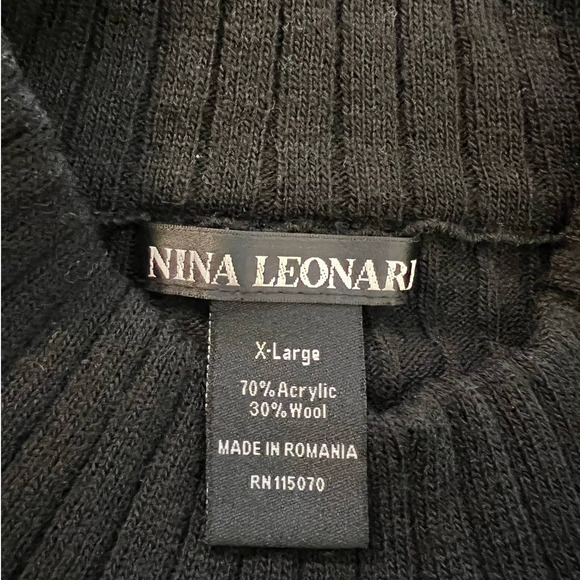 NINA LEONARD
X-Large
70% Acrylic
30% Wool
MADE IN ROMANIA
RN 115070